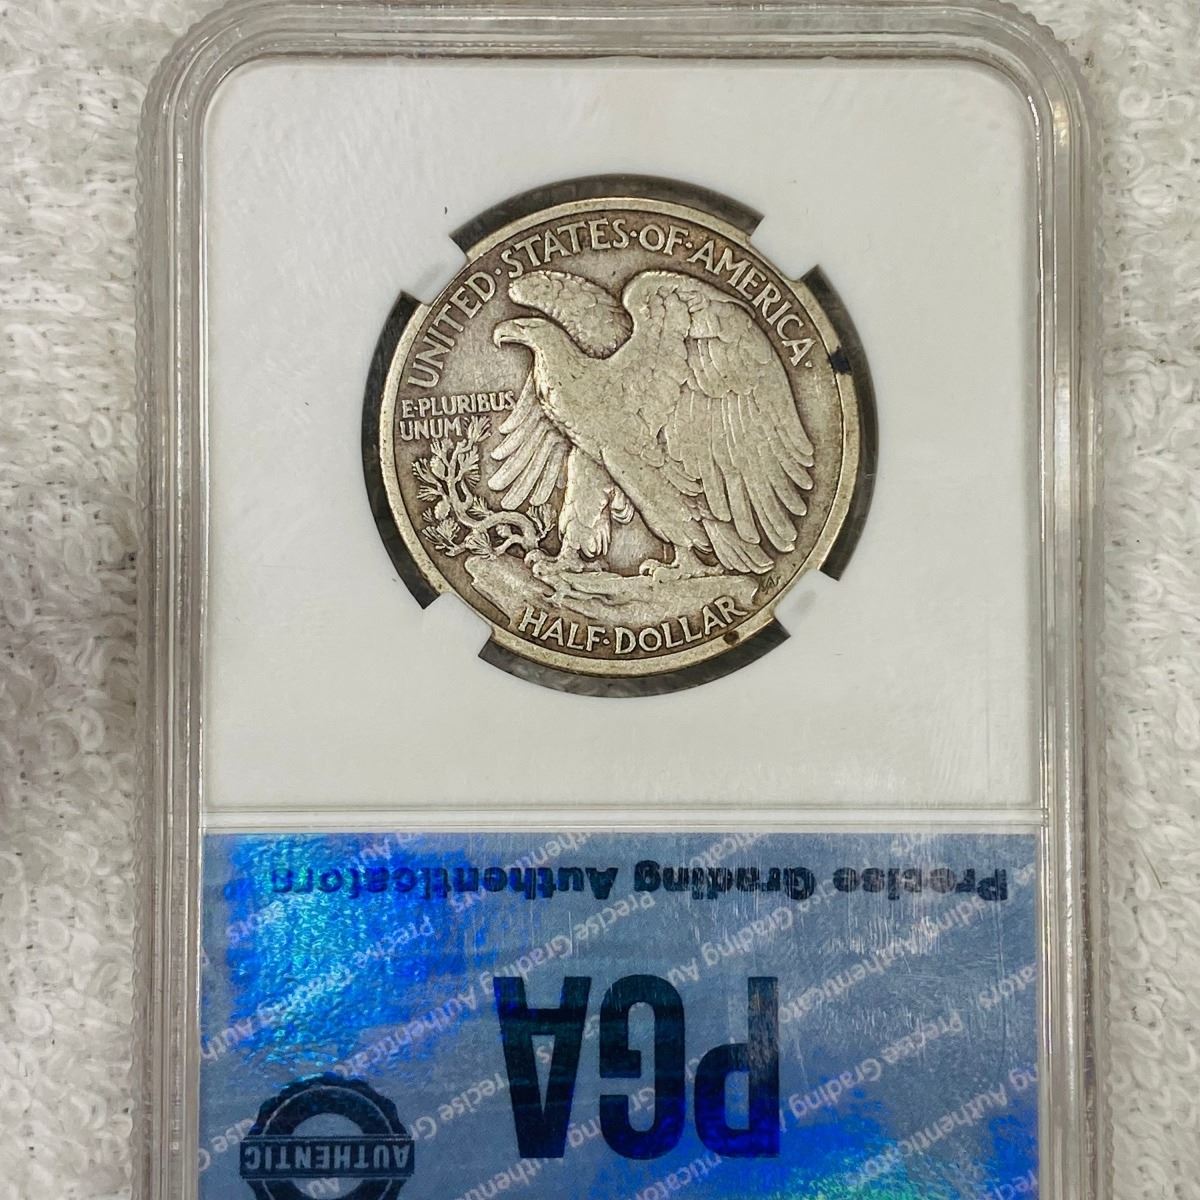 UNITED·STATES·OF·AMERICA·
E·PLURIBUS
UNUM
HALF·DOLLAR
Precise Grading Authenticators
PGA
AUTHENTIC